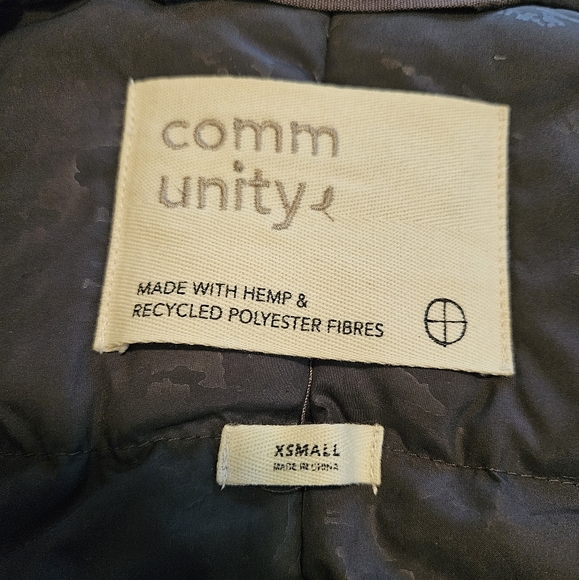 comm
unity
MADE WITH HEMP &
RECYCLED POLYESTER FIBRES
XSMALL
MADE IN CHINA